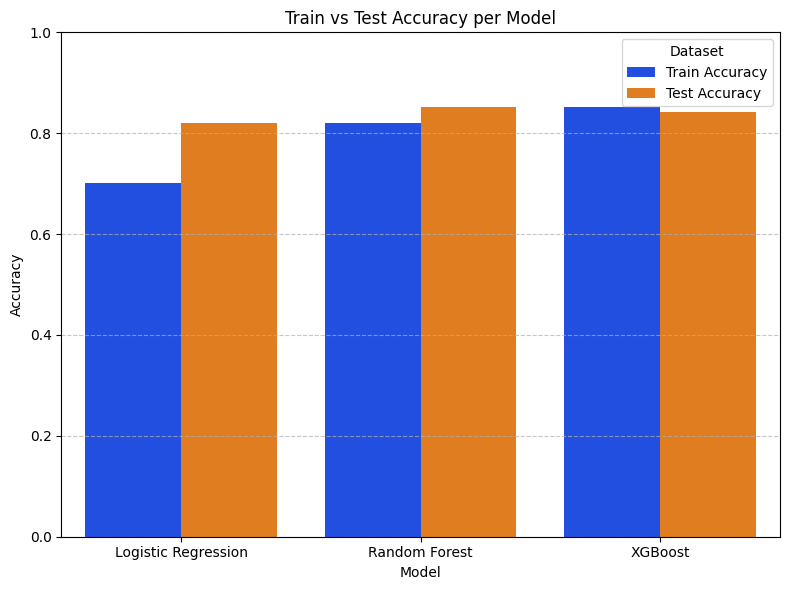 Train vs Test Accuracy per Model
Dataset
Train Accuracy
Test Accuracy
Accuracy
1.0
0.8
0.6
0.4
0.2
0.0
Logistic Regression
Random Forest
XGBoost
Model